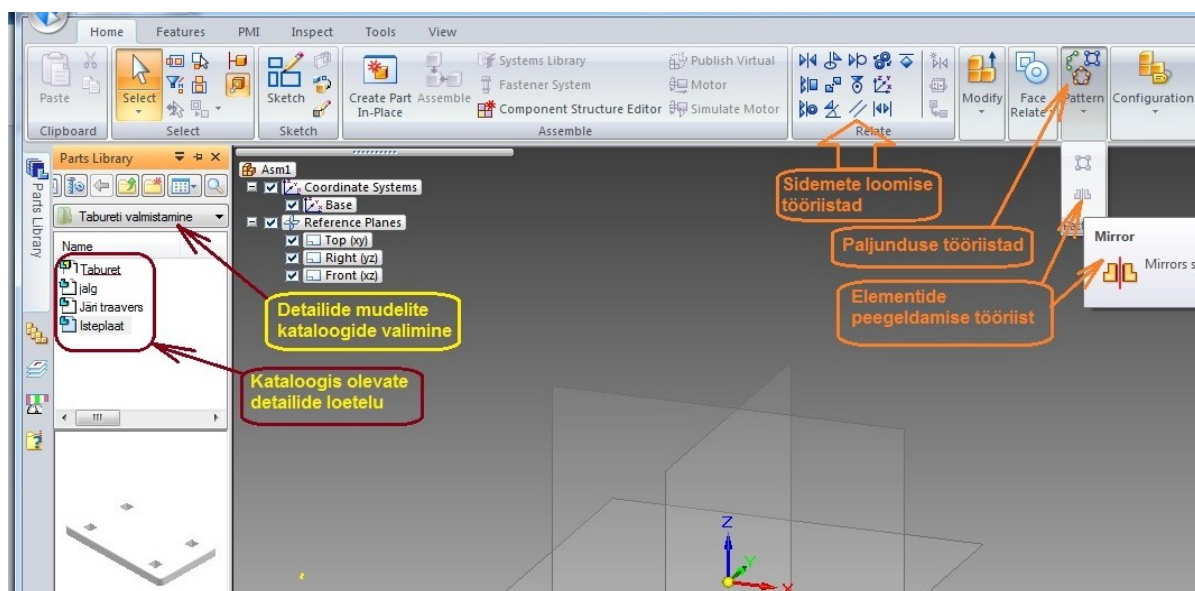 Home Features PMI Inspect Tools View
Paste
Select
Sketch
Create Part In-Place
Assemble
Systems Library
Fastener System
Component Structure Editor
Publish Virtual
Motor
Simulate Motor
Modify
Face Relate
Pattern
Configuration
Clipboard Select Sketch Assemble Relate
Parts Library
Parts Library
Tabureti valmistamine
Name
Taburet
jalg
Järi traavers
Isteplaat
Asm1
Coordinate Systems
Base
Reference Planes
Top (xy)
Right (yz)
Front (xz)
Detailide mudelite
kataloogide valimine
Kataloogis olevate
detailide loetelu
Sidemete loomise
tööriistad
Paljunduse tööriistad
Elementide
peegeldamise tööriist
Mirror
Mirrors s
Z
Y
X